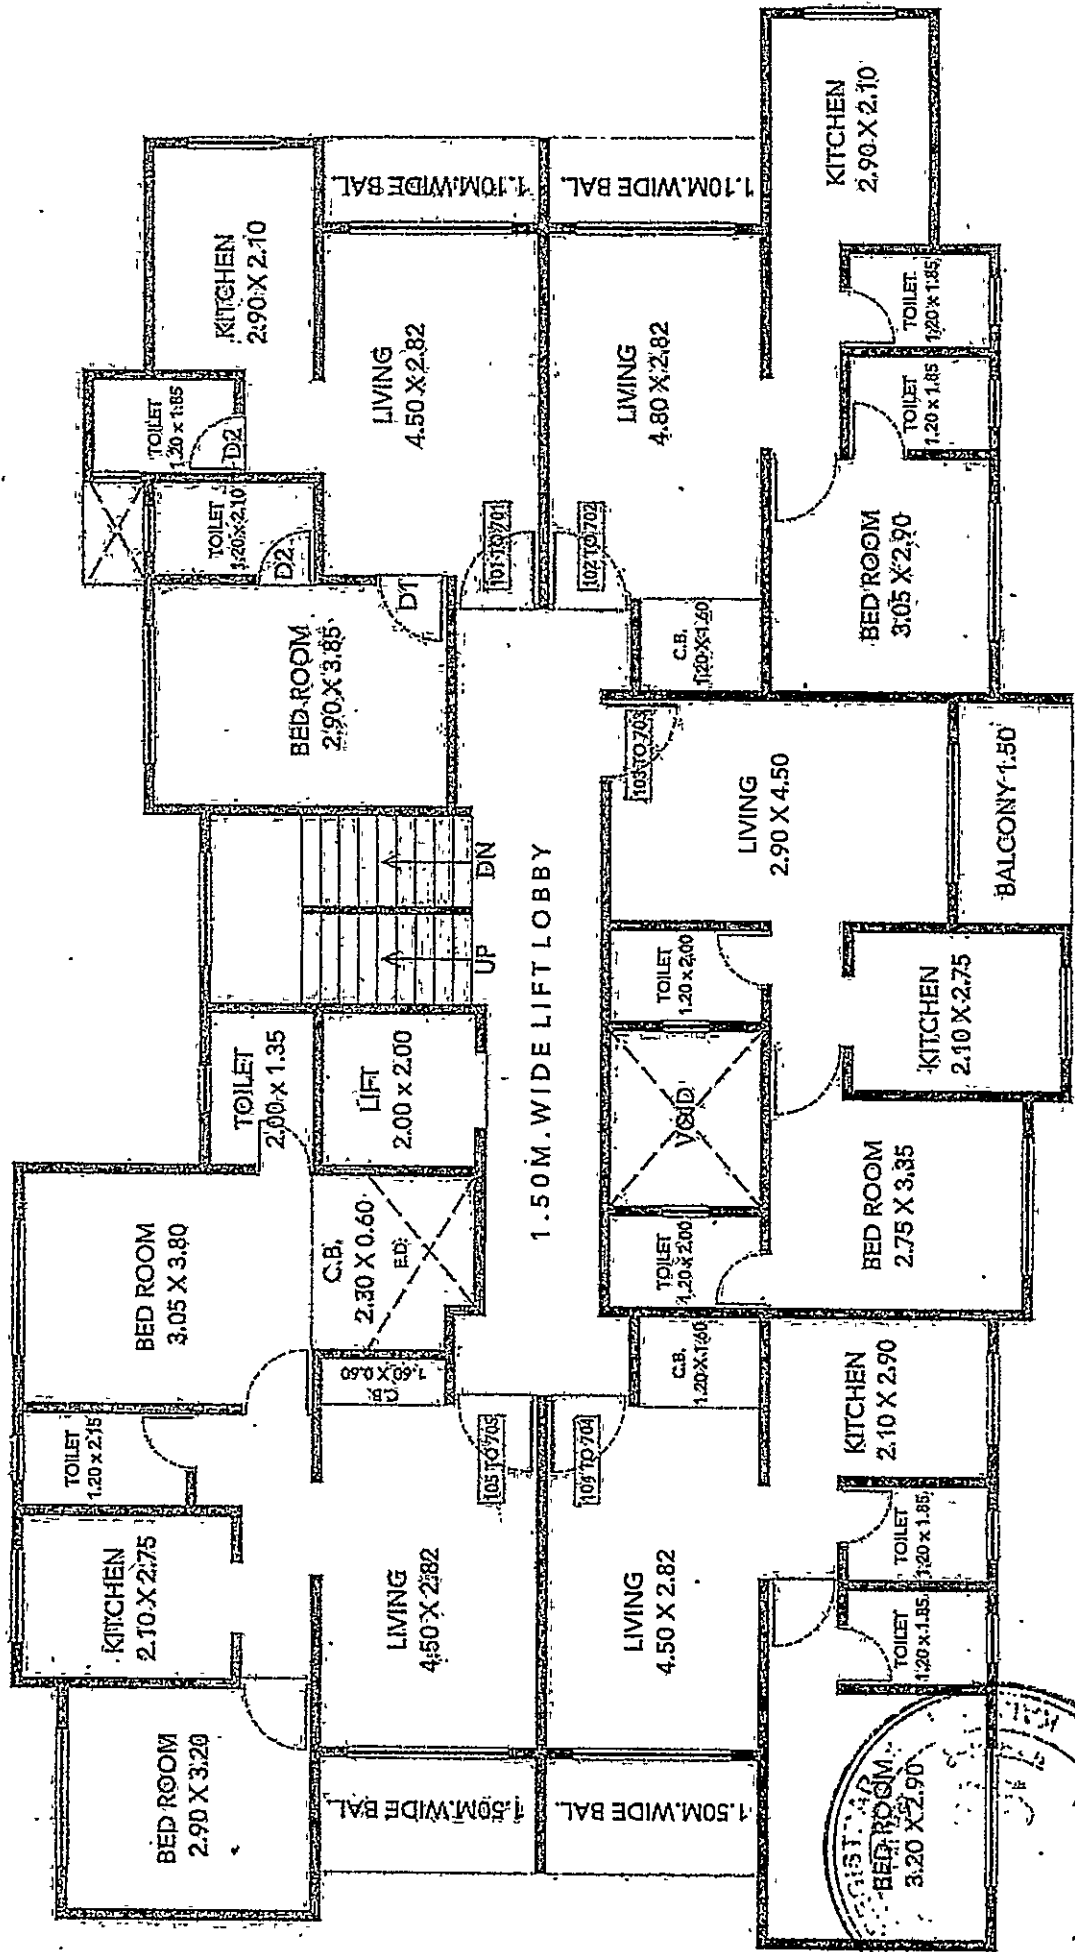 BED ROOM
2.90 X 3.20
KITCHEN
2.10 X 2.75
TOILET
1.20 x 2.15
BED ROOM
3.05 X 3.80
TOILET
2.00 x 1.35
LIFT
2.00 x 2.00
C.B.
2.30 X 0.60
E.D.
C.B.
1.60 X 0.60
UP
DN
BED ROOM
2.90 X 3.85
D1
TOILET
1.20 x 2.10
D2
TOILET
1.20 x 1.85
D2
KITCHEN
2.90 X 2.10
1.50M.WIDE BAL.
LIVING
4.50 X 2.82
105 TO 705
1.50M. WIDE LIFT LOBBY
101 TO 701
LIVING
4.50 X 2.82
1.10M.WIDE BAL.
1.50M.WIDE BAL.
LIVING
4.50 X 2.82
104 TO 704
102 TO 702
LIVING
4.80 X 2.82
1.10M.WIDE BAL.
C.B.
1.20 X 1.60
TOILET
1.20 x 2.00
VOID
TOILET
1.20 x 2.00
103 TO 703
LIVING
2.90 X 4.50
C.B.
1.20 X 1.60
KITCHEN
2.90 X 2.10
BED ROOM
3.20 X 2.90
TOILET
1.20 x 1.85
TOILET
1.20 x 1.85
KITCHEN
2.10 X 2.90
BED ROOM
2.75 X 3.35
KITCHEN
2.10 X 2.75
BALCONY 1.50
BED ROOM
3.05 X 2.90
TOILET
1.20 x 1.85
TOILET
1.20 x 1.85